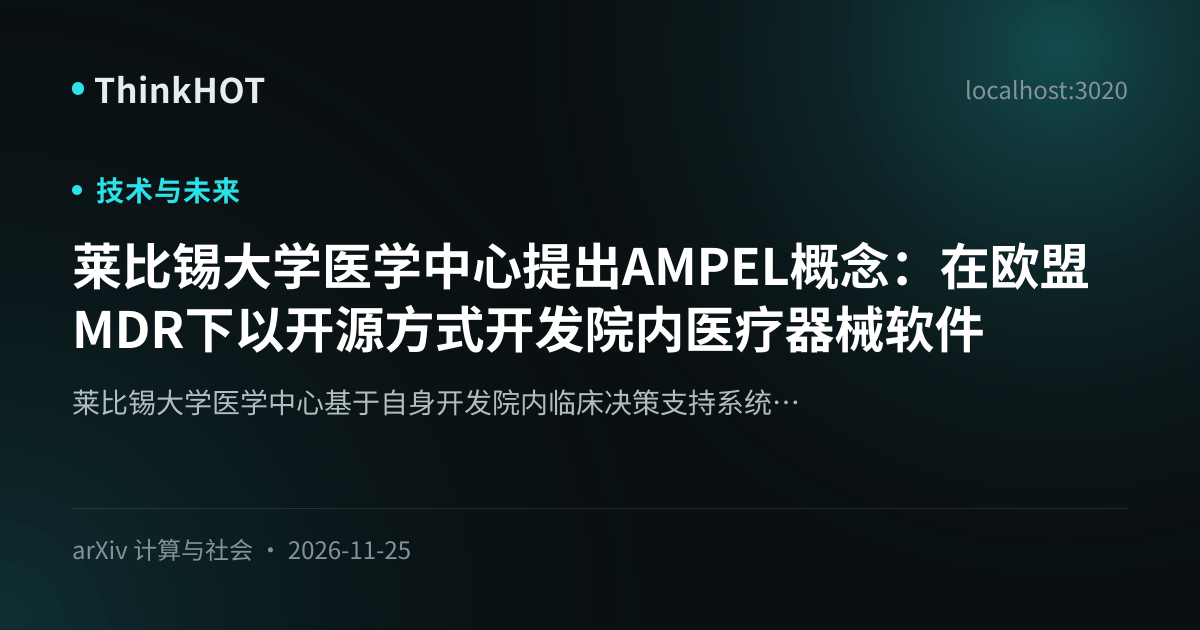 ThinkHOT
localhost:3020
技术与未来
莱比锡大学医学中心提出AMPEL概念：在欧盟
MDR下以开源方式开发院内医疗器械软件
莱比锡大学医学中心基于自身开发院内临床决策支持系统…
arXiv 计算与社会 · 2026-11-25